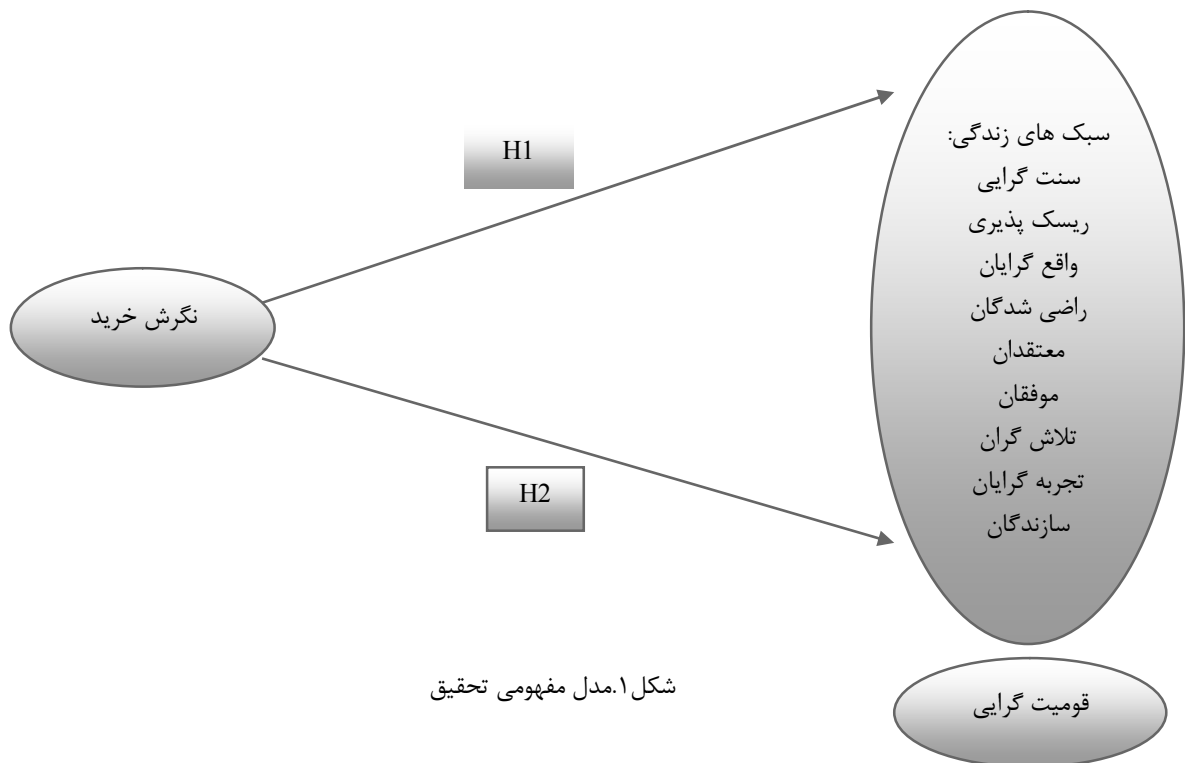 سبک های زندگی:
سنت گرایی
ریسک پذیری
واقع گرایان
راضی شدگان
معتقدان
موفقان
تلاش گران
تجربه گرایان
سازندگان
H1
نگرش خرید
H2
قومیت گرایی
شکل۱.مدل مفهومی تحقیق